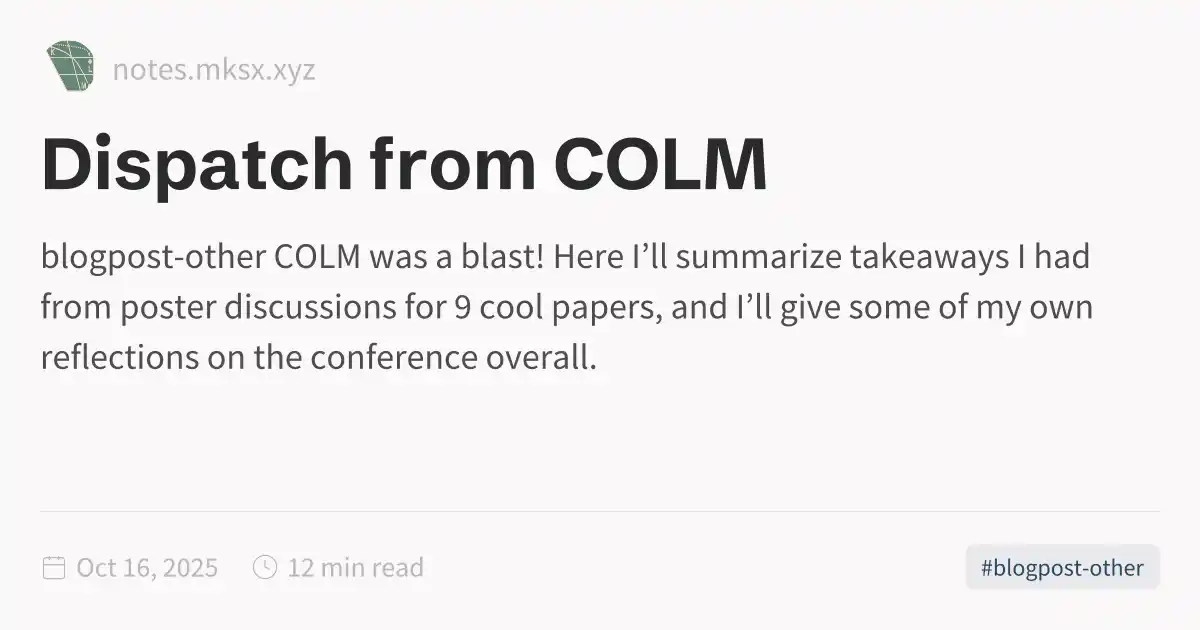 notes.mksx.xyz
Dispatch from COLM
blogpost-other COLM was a blast! Here I’ll summarize takeaways I had
from poster discussions for 9 cool papers, and I’ll give some of my own
reflections on the conference overall.
Oct 16, 2025
12 min read
#blogpost-other